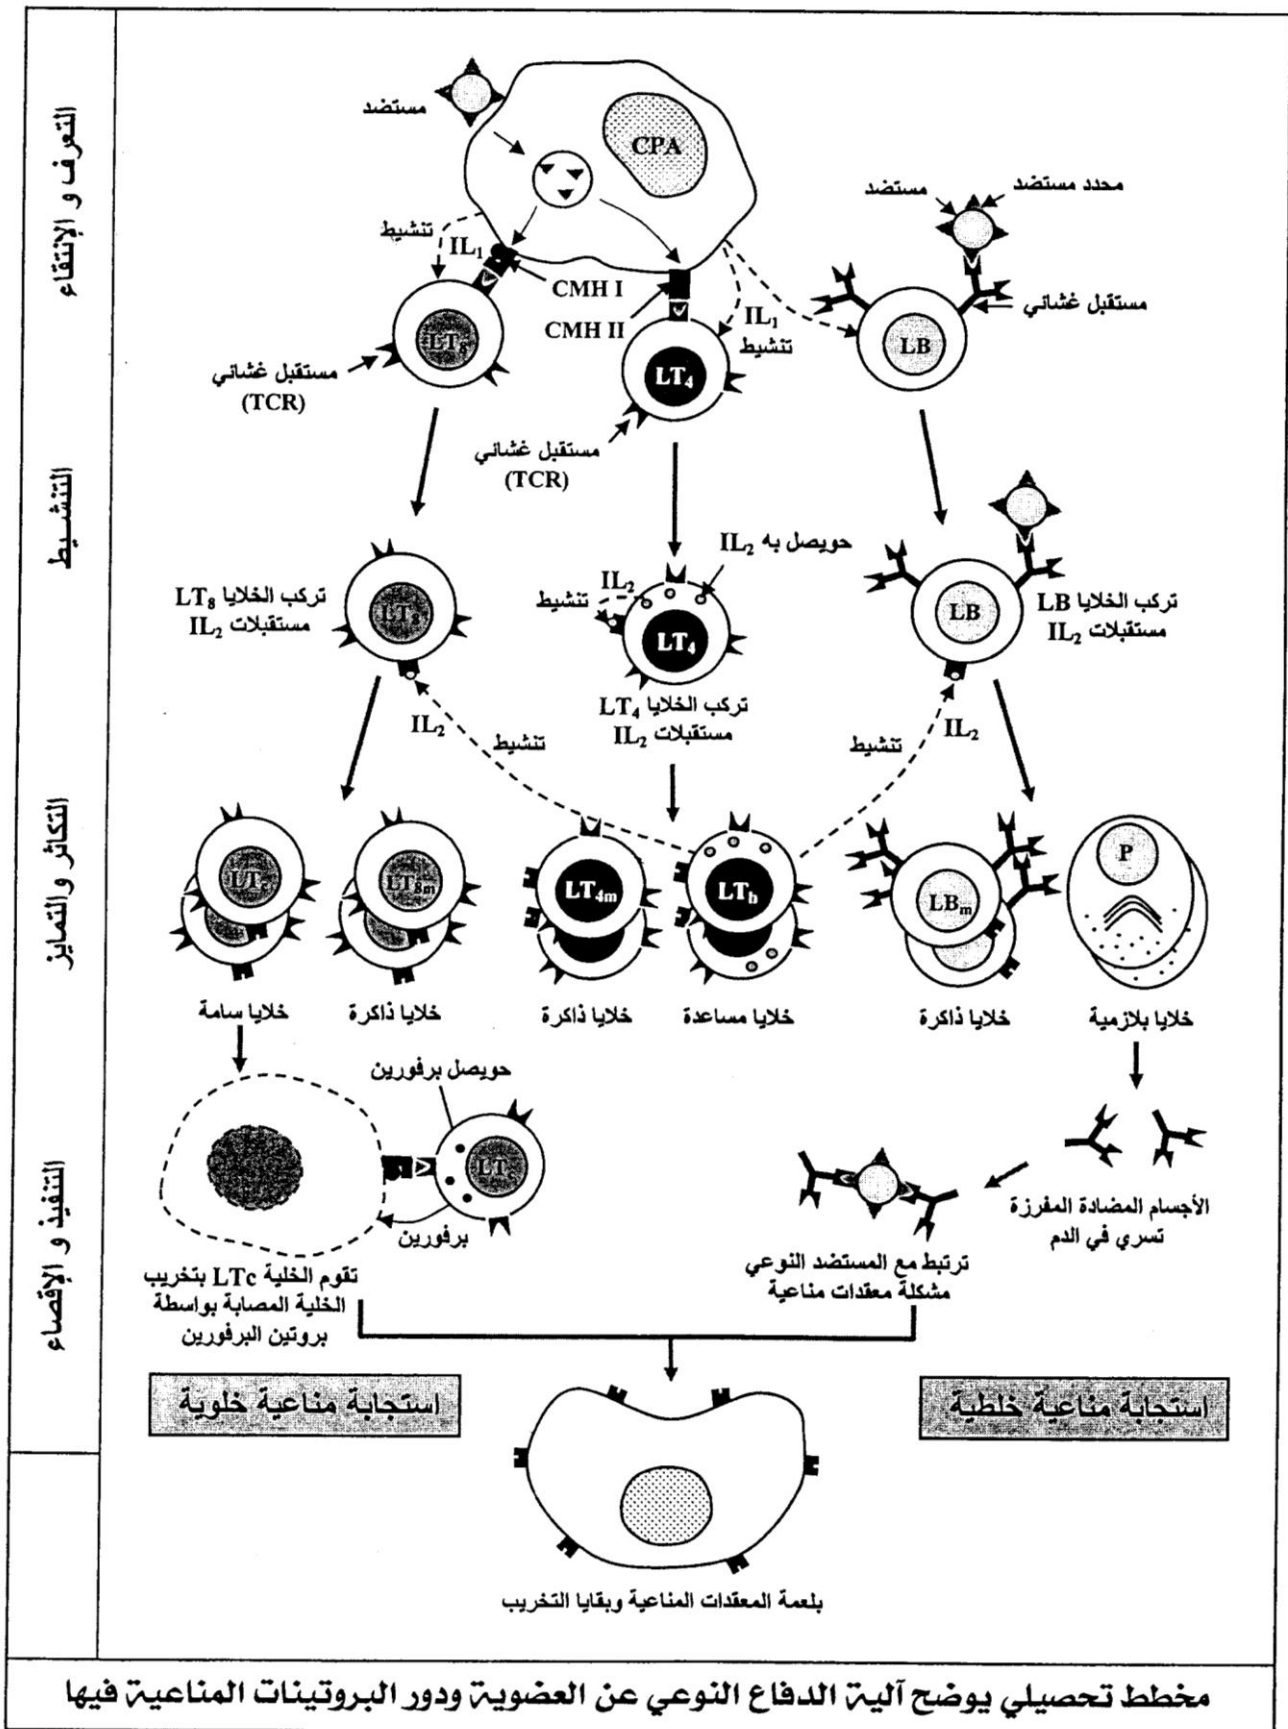 التعرف و الإنتقاء
مستضد
CPA
تنشيط
IL1
CMH I
CMH II
IL1
تنشيط
مستضد
محدد مستضد
مستقبل غشائي
LT8
مستقبل غشائي
(TCR)
LT4
مستقبل غشائي
(TCR)
LB
التنشيط
تركب الخلايا LT8
مستقبلات IL2
LT8
IL2
تنشيط
حويصل به IL2
LT4
تركب الخلايا LT4
مستقبلات IL2
LB
تركب الخلايا LB
مستقبلات IL2
IL2
تنشيط
تنشيط
IL2
التكاثر والتمايز
LTc
LT8m
LT4m
LTh
LBm
P
خلايا سامة
خلايا ذاكرة
خلايا ذاكرة
خلايا مساعدة
خلايا ذاكرة
خلايا بلازمية
التنفيذ و الإقصاء
حويصل برفورين
LTc
برفورين
تقوم الخلية LTc بتخريب
الخلية المصابة بواسطة
بروتين البرفورين
الأجسام المضادة المفرزة
تسري في الدم
ترتبط مع المستضد النوعي
مشكلة معقدات مناعية
استجابة مناعية خلوية
استجابة مناعية خلطية
بلعمة المعقدات المناعية وبقايا التخريب
مخطط تحصيلي يوضح آلية الدفاع النوعي عن العضوية ودور البروتينات المناعية فيها